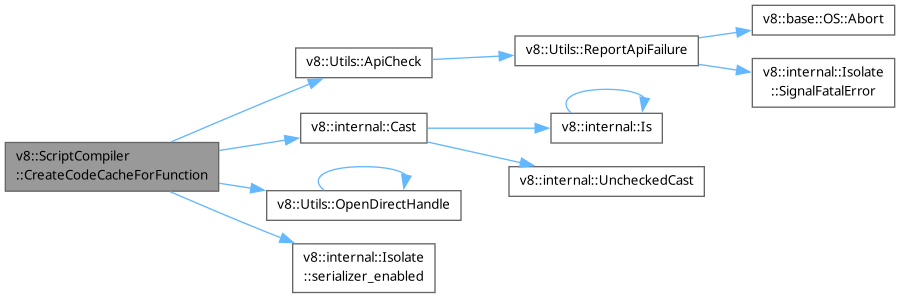 v8::ScriptCompiler
::CreateCodeCacheForFunction
v8::Utils::ApiCheck
v8::Utils::ReportApiFailure
v8::base::OS::Abort
v8::internal::Isolate
::SignalFatalError
v8::internal::Cast
v8::internal::Is
v8::internal::UncheckedCast
v8::Utils::OpenDirectHandle
v8::internal::Isolate
::serializer_enabled